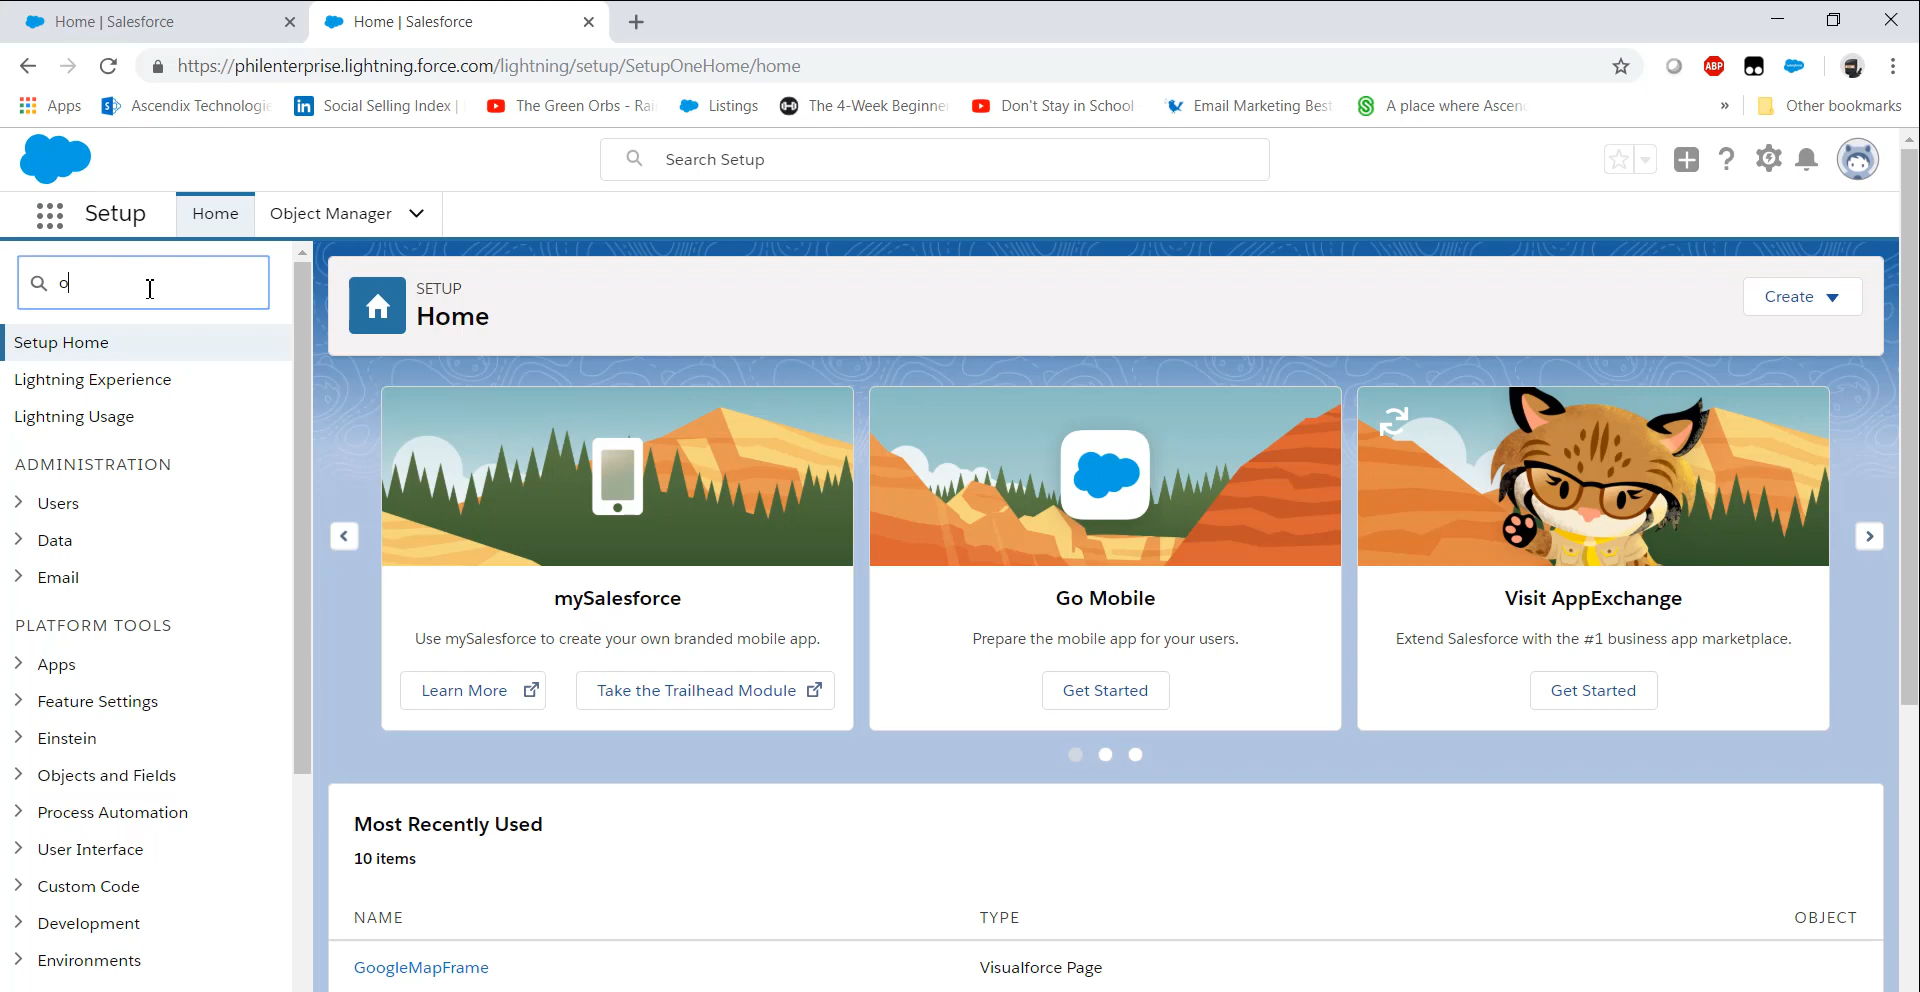 Home | Salesforce
Home | Salesforce
https://philenterprise.lightning.force.com/lightning/setup/SetupOneHome/home
ABP
Apps
Ascendix Technologie
Social Selling Index |
The Green Orbs - Rai
Listings
The 4-Week Beginne
Don't Stay in School
Email Marketing Best
A place where Ascen
»
Other bookmarks
Search Setup
Setup
Home
Object Manager
o
Setup Home
Lightning Experience
Lightning Usage
ADMINISTRATION
Users
Data
Email
PLATFORM TOOLS
Apps
Feature Settings
Einstein
Objects and Fields
Process Automation
User Interface
Custom Code
Development
Environments
SETUP
Home
Create
mySalesforce
Use mySalesforce to create your own branded mobile app.
Learn More
Take the Trailhead Module
Go Mobile
Prepare the mobile app for your users.
Get Started
Visit AppExchange
Extend Salesforce with the #1 business app marketplace.
Get Started
Most Recently Used
10 items
NAME
TYPE
OBJECT
GoogleMapFrame
Visualforce Page